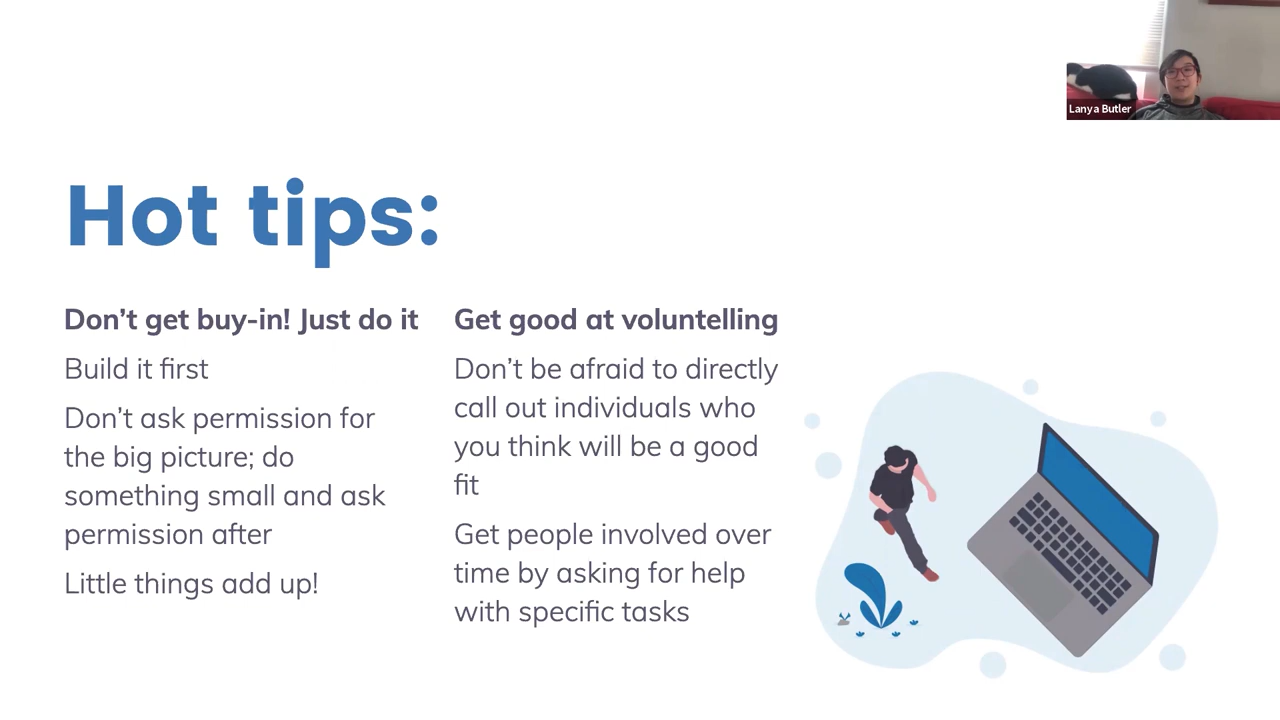 Lanya Butler
Hot tips:
Don't get buy-in! Just do it
Build it first
Don't ask permission for
the big picture; do
something small and ask
permission after
Little things add up!
Get good at voluntelling
Don't be afraid to directly
call out individuals who
you think will be a good
fit
Get people involved over
time by asking for help
with specific tasks